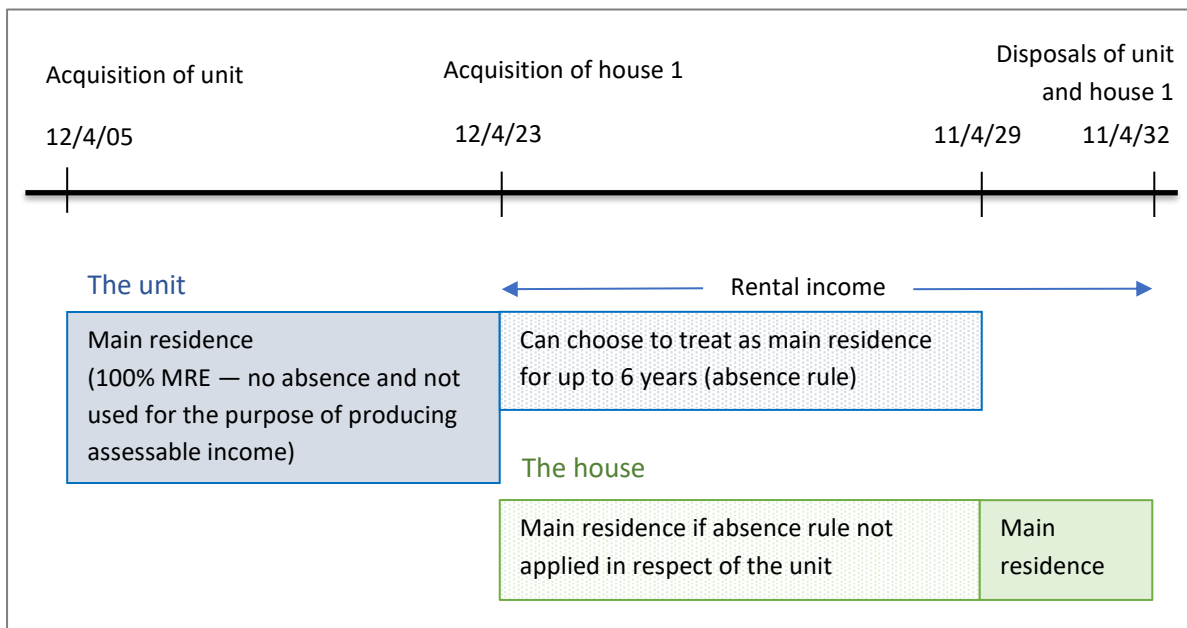 Acquisition of unit
Acquisition of house 1
Disposals of unit
and house 1
12/4/05
12/4/23
11/4/29
11/4/32
The unit
Rental income
Main residence
(100% MRE — no absence and not
used for the purpose of producing
assessable income)
Can choose to treat as main residence
for up to 6 years (absence rule)
The house
Main residence if absence rule not
applied in respect of the unit
Main
residence